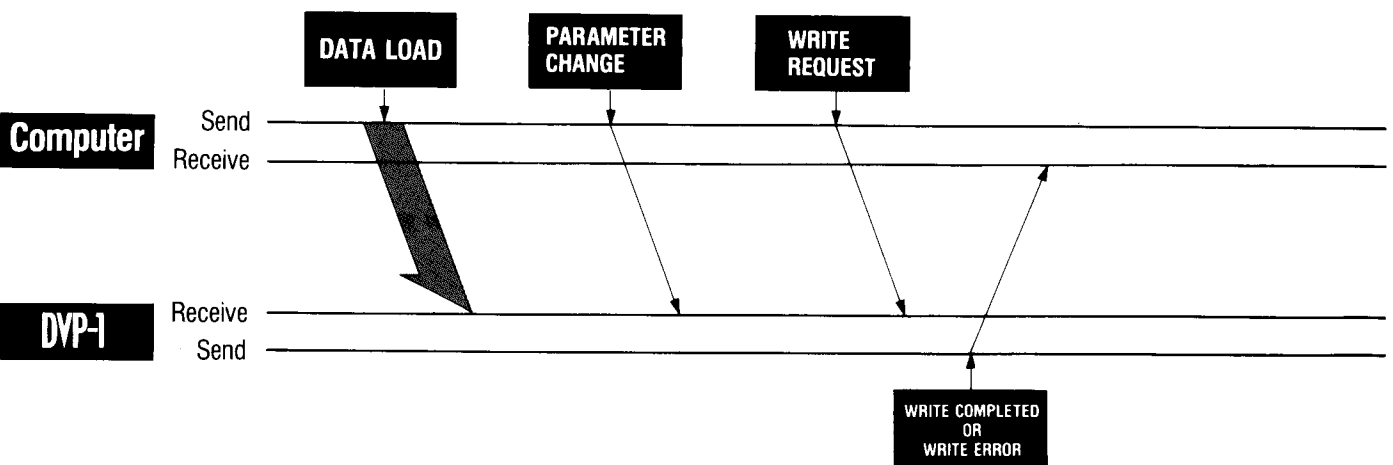 DATA LOAD
PARAMETER
CHANGE
WRITE
REQUEST
Computer
Send
Receive
DVP-1
Receive
Send
WRITE COMPLETED
OR
WRITE ERROR